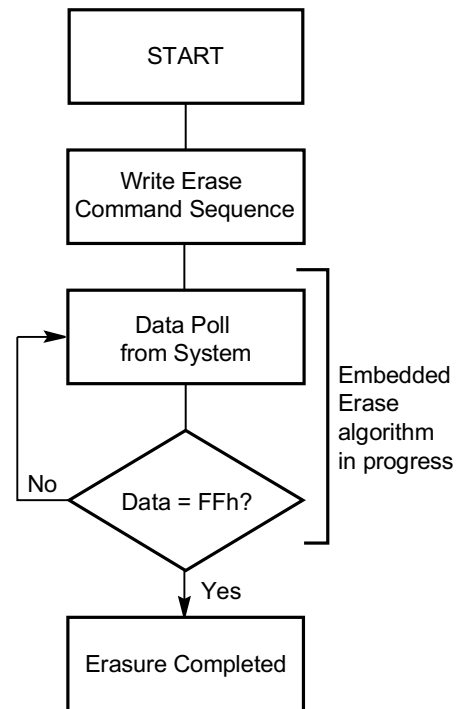 START
Write Erase
Command Sequence
Data Poll
from System
Embedded
Erase
algorithm
in progress
No
Data = FFh?
Yes
Erasure Completed